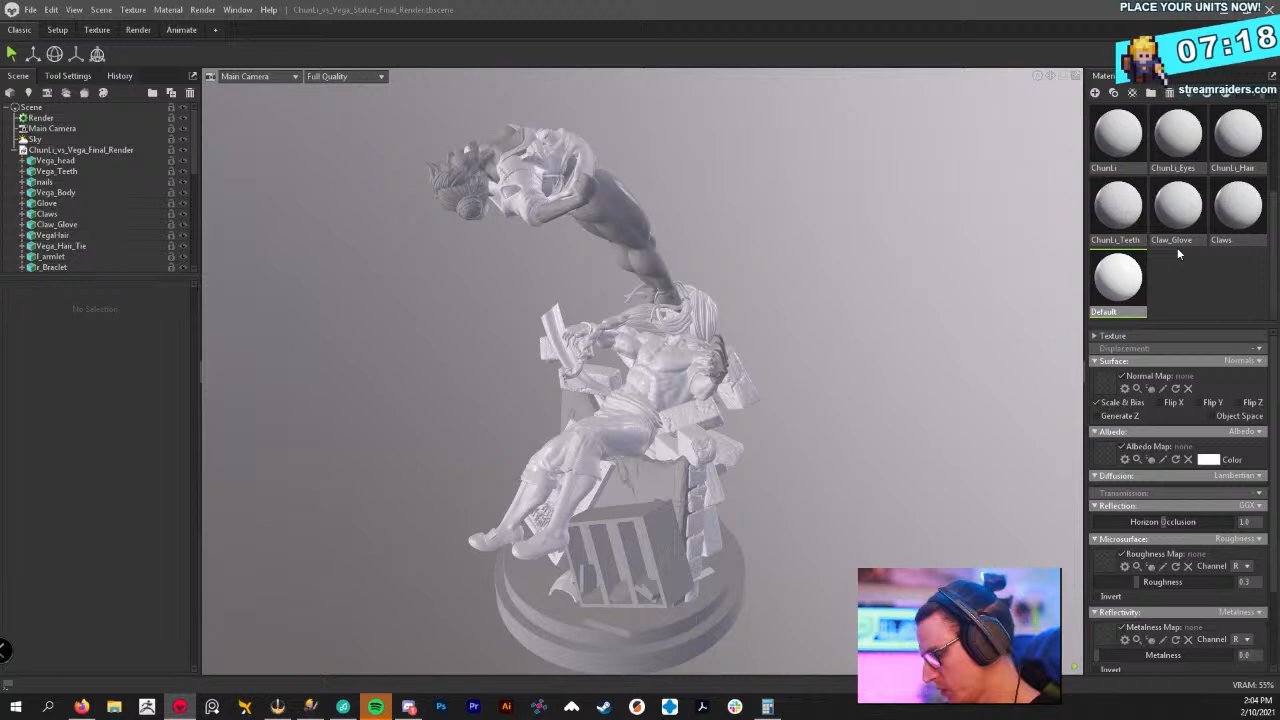 File Edit View Scene Texture Material Render Window Help ChunLi_vs_Vega_Statue_Final_Render.tbscene
PLACE YOUR UNITS NOW!
07:18
streamraiders.com
Classic Setup Texture Render Animate +
Scene Tool Settings History
Main Camera Full Quality
Scene
Render
Main Camera
Sky
ChunLi_vs_Vega_Final_Render
Vega_head
Vega_Teeth
nails
Vega_Body
Glove
Claws
Claw_Glove
VegaHair
Vega_Hair_Tie
l_armlet
r_Braclet
No Selection
ChunLi ChunLi_Eyes ChunLi_Hair
ChunLi_Teeth Claw_Glove Claws
Default
Texture
Displacement:
Surface: Normals
Normal Map: none
Scale & Bias Flip X Flip Y Flip Z
Generate Z Object Space
Albedo: Albedo
Albedo Map: none
Color
Diffusion: Lambertian
Transmission:
Reflection: GGX
Horizon Occlusion 1.0
Microsurface: Roughness
Roughness Map: none
Channel R
Roughness 0.3
Invert
Reflectivity: Metalness
Metalness Map: none
Channel R
Metalness 0.0
Invert
VRAM: 55%
2:04 PM
2/10/2021